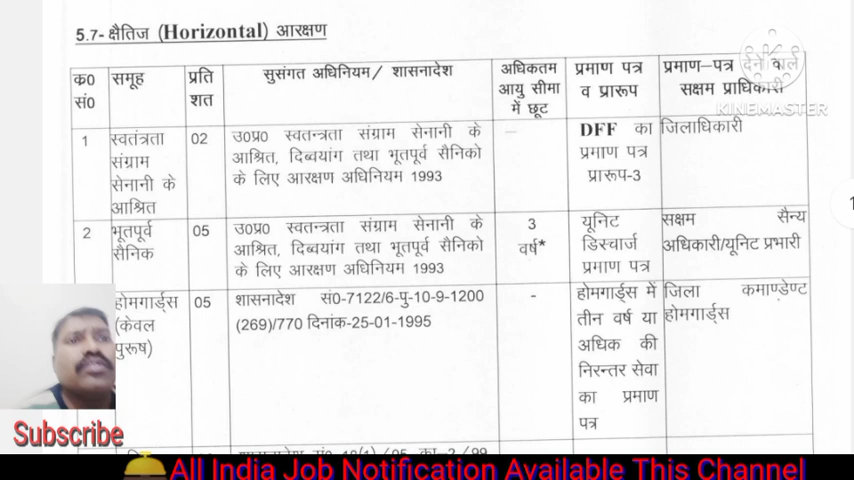 5.7- क्षैतिज (Horizontal) आरक्षण
क्र0 सं0
समूह
प्रति शत
सुसंगत अधिनियम/ शासनादेश
अधिकतम आयु सीमा में छूट
प्रमाण पत्र व प्रारूप
प्रमाण–पत्र देने वाले सक्षम प्राधिकारी
KINEMASTER
1
स्वतंत्रता संग्राम सेनानी के आश्रित
02
उ0प्र0 स्वतन्त्रता संग्राम सेनानी के
आश्रित, दिव्यांग तथा भूतपूर्व सैनिको
के लिए आरक्षण अधिनियम 1993
–
DFF का
प्रमाण पत्र
प्रारूप-3
जिलाधिकारी
1
2
भूतपूर्व
सैनिक
05
उ0प्र0 स्वतन्त्रता संग्राम सेनानी के
आश्रित, दिव्यांग तथा भूतपूर्व सैनिको
के लिए आरक्षण अधिनियम 1993
3
वर्ष*
यूनिट
डिस्चार्ज
प्रमाण पत्र
सक्षम सैन्य
अधिकारी/यूनिट प्रभारी
होमगार्ड्स
(केवल
पुरूष)
05
शासनादेश सं0-7122/6-पु-10-9-1200
(269)/770 दिनांक-25-01-1995
-
होमगार्ड्स में
तीन वर्ष या
अधिक की
निरन्तर सेवा
का प्रमाण
पत्र
जिला कमाण्डेण्ट
होमगार्ड्स
Subscribe
All India Job Notification Available This Channel